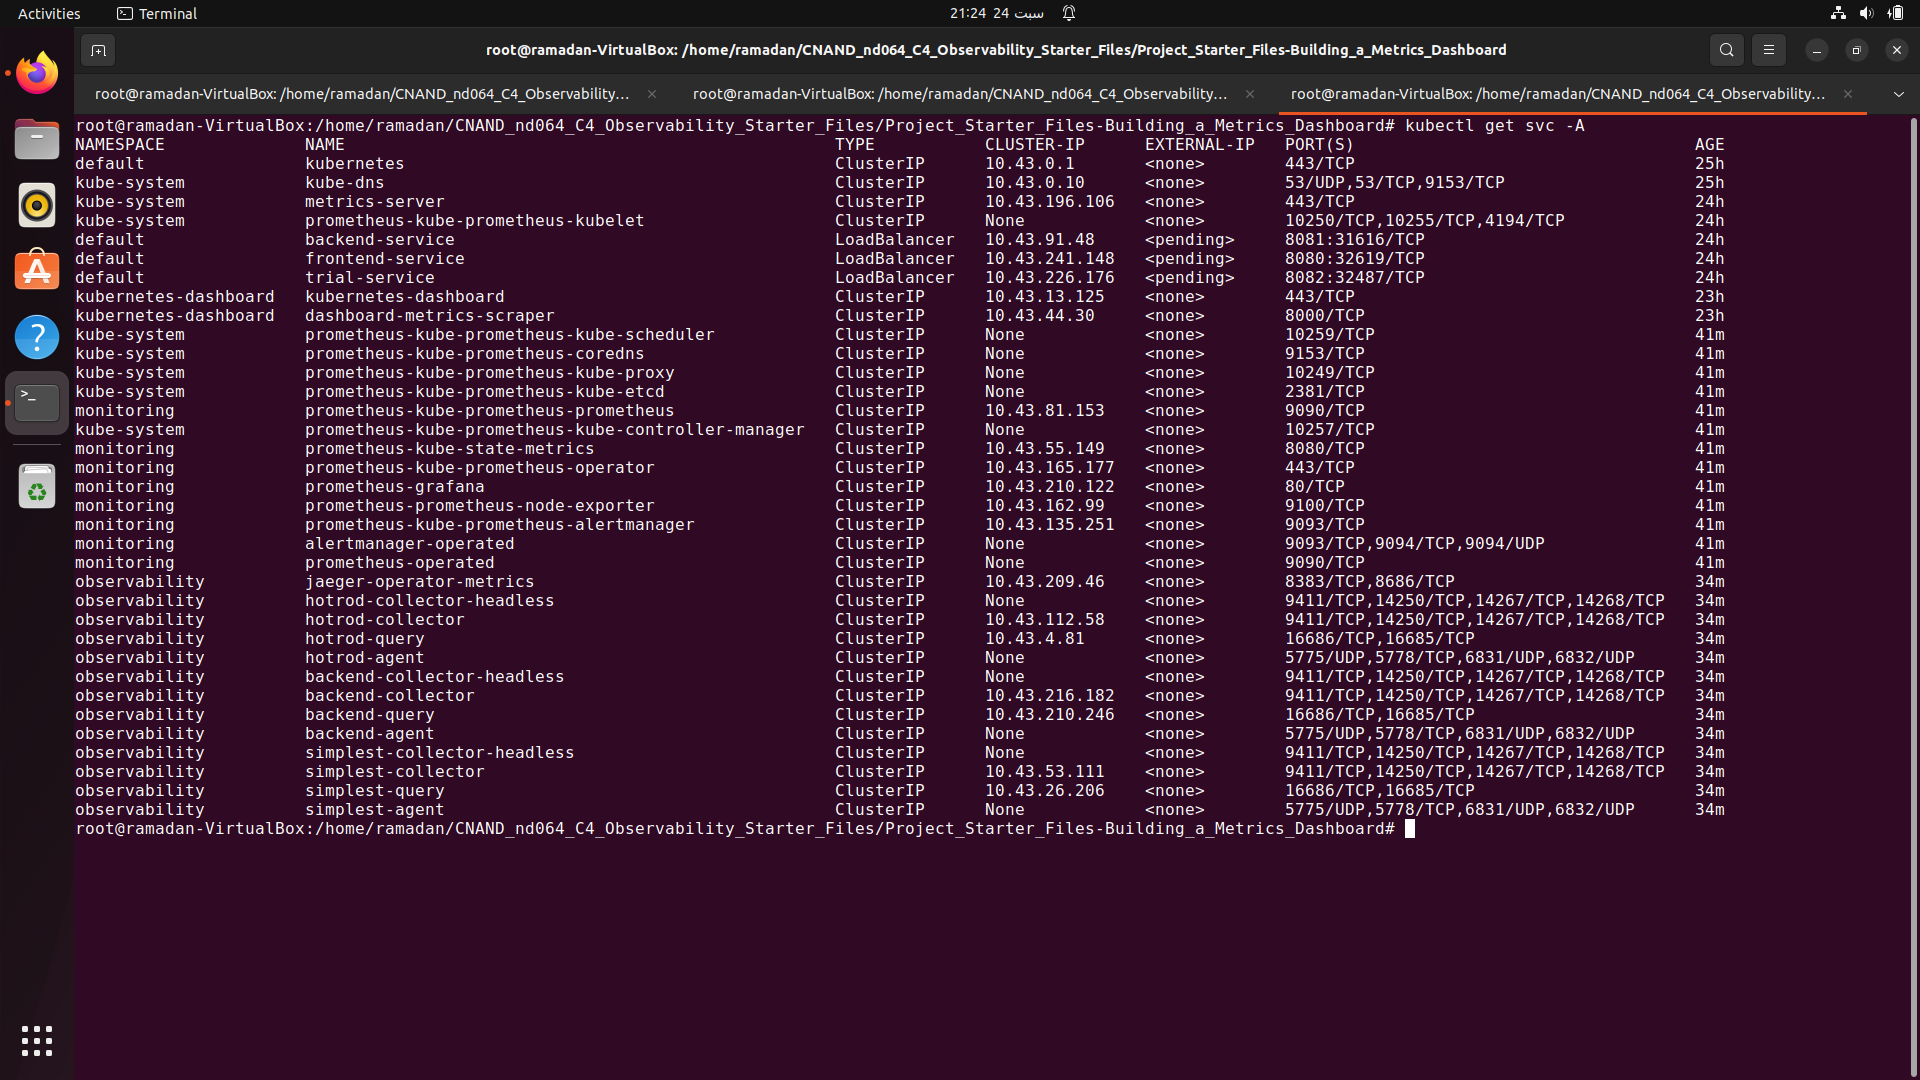 Activities Terminal 21:24 24 سبت
root@ramadan-VirtualBox: /home/ramadan/CNAND_nd064_C4_Observability_Starter_Files/Project_Starter_Files-Building_a_Metrics_Dashboard
root@ramadan-VirtualBox: /home/ramadan/CNAND_nd064_C4_Observability... root@ramadan-VirtualBox: /home/ramadan/CNAND_nd064_C4_Observability... root@ramadan-VirtualBox: /home/ramadan/CNAND_nd064_C4_Observability...
root@ramadan-VirtualBox:/home/ramadan/CNAND_nd064_C4_Observability_Starter_Files/Project_Starter_Files-Building_a_Metrics_Dashboard# kubectl get svc -A
NAMESPACE NAME TYPE CLUSTER-IP EXTERNAL-IP PORT(S) AGE
default kubernetes ClusterIP 10.43.0.1 <none> 443/TCP 25h
kube-system kube-dns ClusterIP 10.43.0.10 <none> 53/UDP,53/TCP,9153/TCP 25h
kube-system metrics-server ClusterIP 10.43.196.106 <none> 443/TCP 24h
kube-system prometheus-kube-prometheus-kubelet ClusterIP None <none> 10250/TCP,10255/TCP,4194/TCP 24h
default backend-service LoadBalancer 10.43.91.48 <pending> 8081:31616/TCP 24h
default frontend-service LoadBalancer 10.43.241.148 <pending> 8080:32619/TCP 24h
default trial-service LoadBalancer 10.43.226.176 <pending> 8082:32487/TCP 24h
kubernetes-dashboard kubernetes-dashboard ClusterIP 10.43.13.125 <none> 443/TCP 23h
kubernetes-dashboard dashboard-metrics-scraper ClusterIP 10.43.44.30 <none> 8000/TCP 23h
kube-system prometheus-kube-prometheus-kube-scheduler ClusterIP None <none> 10259/TCP 41m
kube-system prometheus-kube-prometheus-coredns ClusterIP None <none> 9153/TCP 41m
kube-system prometheus-kube-prometheus-kube-proxy ClusterIP None <none> 10249/TCP 41m
kube-system prometheus-kube-prometheus-kube-etcd ClusterIP None <none> 2381/TCP 41m
monitoring prometheus-kube-prometheus-prometheus ClusterIP 10.43.81.153 <none> 9090/TCP 41m
kube-system prometheus-kube-prometheus-kube-controller-manager ClusterIP None <none> 10257/TCP 41m
monitoring prometheus-kube-state-metrics ClusterIP 10.43.55.149 <none> 8080/TCP 41m
monitoring prometheus-kube-prometheus-operator ClusterIP 10.43.165.177 <none> 443/TCP 41m
monitoring prometheus-grafana ClusterIP 10.43.210.122 <none> 80/TCP 41m
monitoring prometheus-prometheus-node-exporter ClusterIP 10.43.162.99 <none> 9100/TCP 41m
monitoring prometheus-kube-prometheus-alertmanager ClusterIP 10.43.135.251 <none> 9093/TCP 41m
monitoring alertmanager-operated ClusterIP None <none> 9093/TCP,9094/TCP,9094/UDP 41m
monitoring prometheus-operated ClusterIP None <none> 9090/TCP 41m
observability jaeger-operator-metrics ClusterIP 10.43.209.46 <none> 8383/TCP,8686/TCP 34m
observability hotrod-collector-headless ClusterIP None <none> 9411/TCP,14250/TCP,14267/TCP,14268/TCP 34m
observability hotrod-collector ClusterIP 10.43.112.58 <none> 9411/TCP,14250/TCP,14267/TCP,14268/TCP 34m
observability hotrod-query ClusterIP 10.43.4.81 <none> 16686/TCP,16685/TCP 34m
observability hotrod-agent ClusterIP None <none> 5775/UDP,5778/TCP,6831/UDP,6832/UDP 34m
observability backend-collector-headless ClusterIP None <none> 9411/TCP,14250/TCP,14267/TCP,14268/TCP 34m
observability backend-collector ClusterIP 10.43.216.182 <none> 9411/TCP,14250/TCP,14267/TCP,14268/TCP 34m
observability backend-query ClusterIP 10.43.210.246 <none> 16686/TCP,16685/TCP 34m
observability backend-agent ClusterIP None <none> 5775/UDP,5778/TCP,6831/UDP,6832/UDP 34m
observability simplest-collector-headless ClusterIP None <none> 9411/TCP,14250/TCP,14267/TCP,14268/TCP 34m
observability simplest-collector ClusterIP 10.43.53.111 <none> 9411/TCP,14250/TCP,14267/TCP,14268/TCP 34m
observability simplest-query ClusterIP 10.43.26.206 <none> 16686/TCP,16685/TCP 34m
observability simplest-agent ClusterIP None <none> 5775/UDP,5778/TCP,6831/UDP,6832/UDP 34m
root@ramadan-VirtualBox:/home/ramadan/CNAND_nd064_C4_Observability_Starter_Files/Project_Starter_Files-Building_a_Metrics_Dashboard#